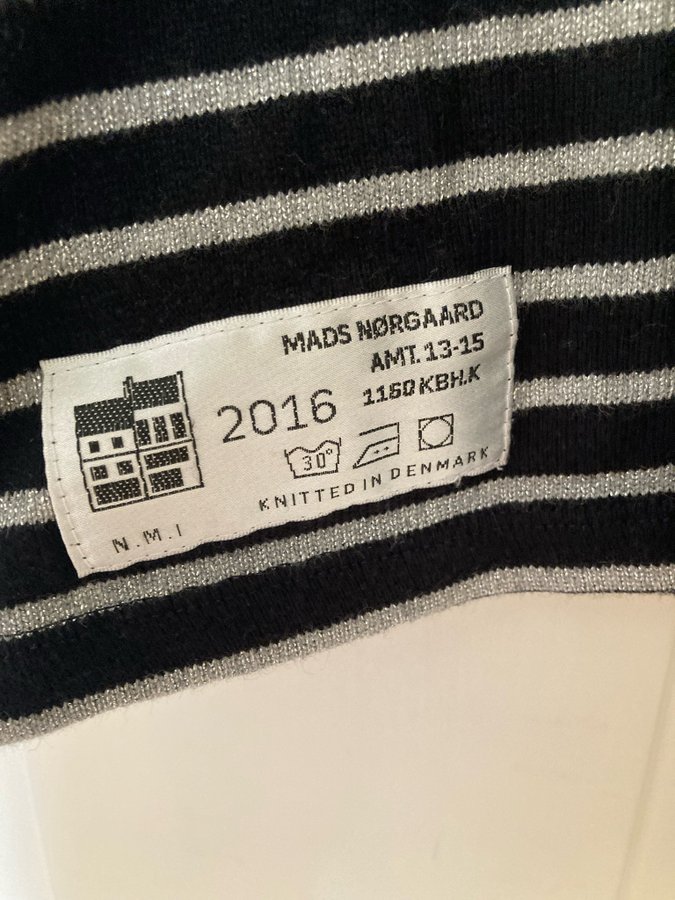 MADS NØRGAARD
AMT. 13-15
1160 KBH.K
2016
30°
KNITTED IN DENMARK
N.M.I